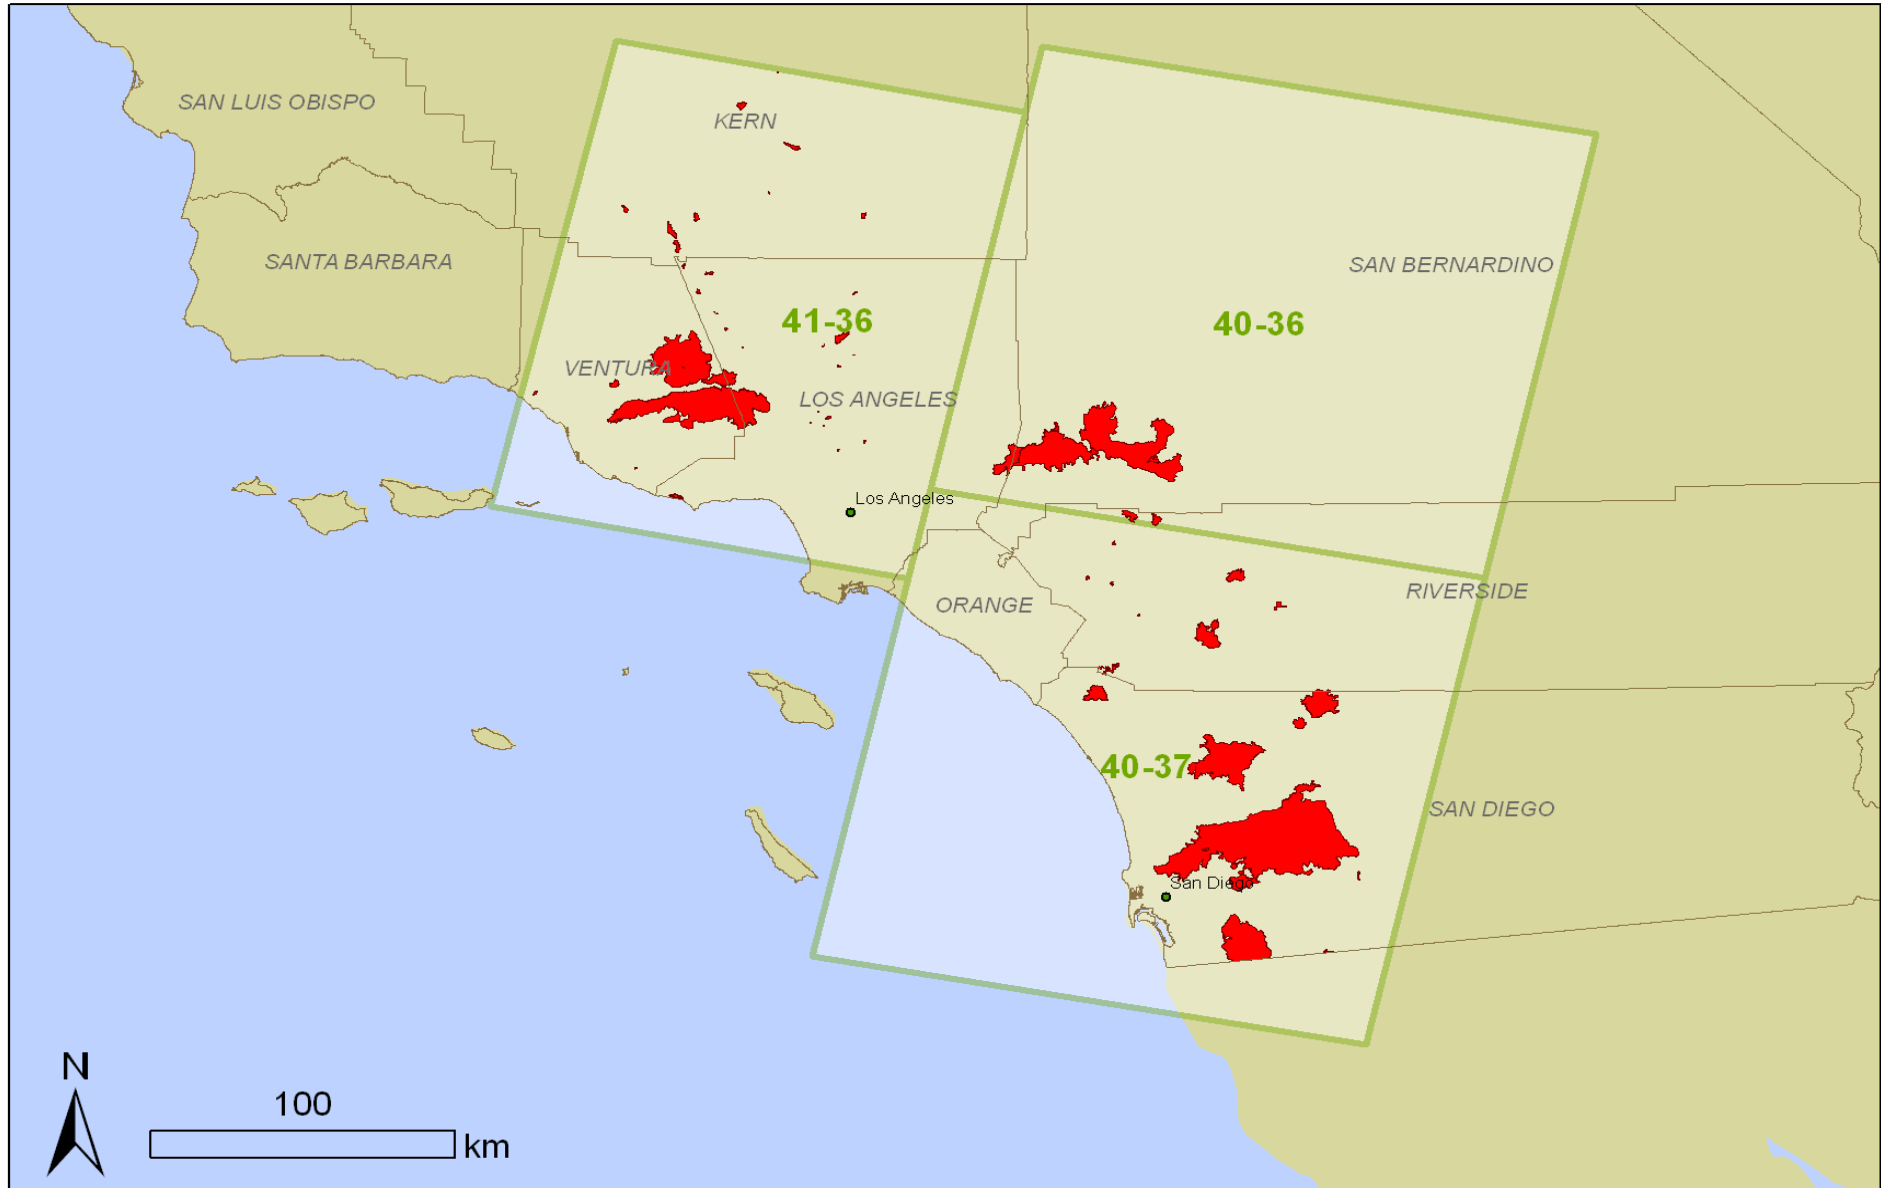 SAN LUIS OBISPO
KERN
SANTA BARBARA
SAN BERNARDINO
41-36
40-36
VENTURA
LOS ANGELES
Los Angeles
ORANGE
RIVERSIDE
40-37
SAN DIEGO
San Diego
N
100
km